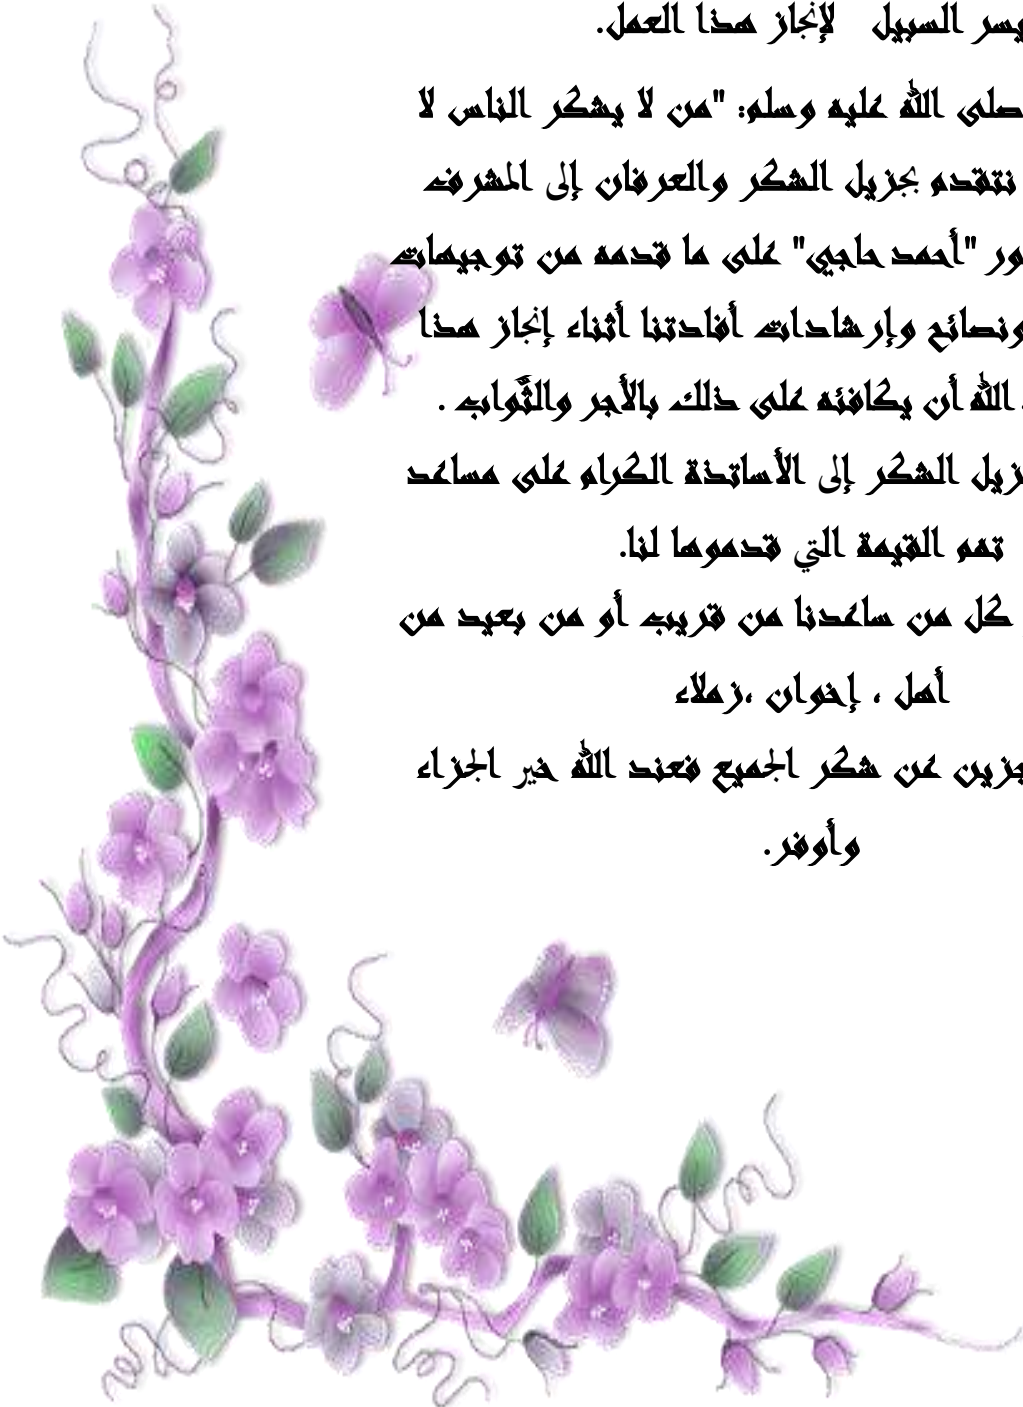 يسر السبيل لإنجاز هذا العمل.
صلى الله عليه وسلم: "من لا يشكر الناس لا
نتقدم بجزيل الشكر والعرفان إلى المشرف
ور "أحمد حاجي" على ما قدمه من توجيهات
ونصائح وإرشادات أفادتنا أثناء إنجاز هذا
الله أن يكافئه على ذلك بالأجر والثّواب .
زيل الشكر إلى الأساتذة الكرام على مساعد
تهم القيمة التي قدموها لنا.
كل من ساعدنا من قريب أو من بعيد من
أهل ، إخوان ،زملاء
جزين عن شكر الجميع فعند الله خير الجزاء
وأوفر.